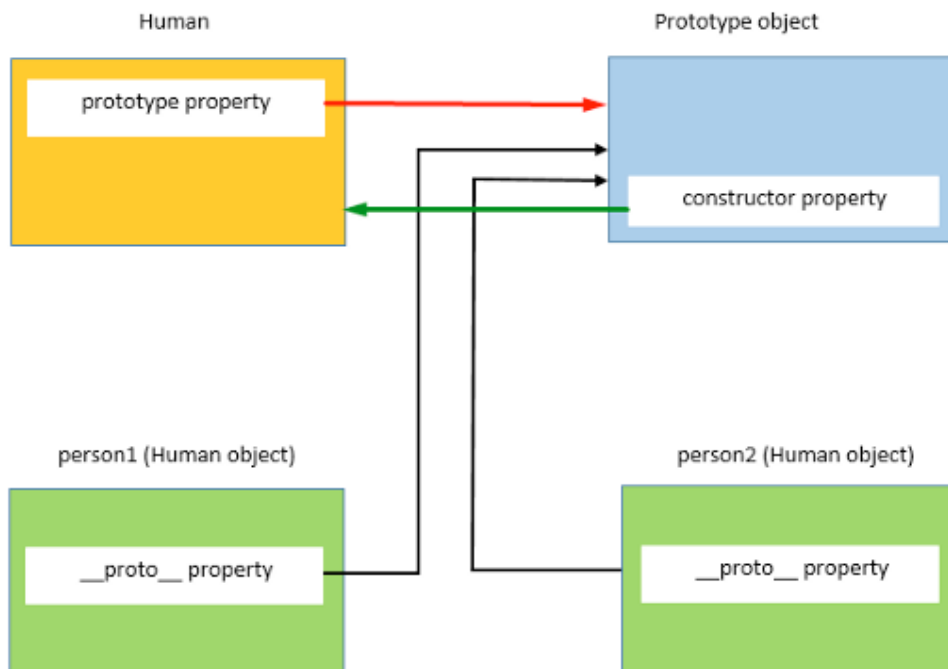 Human
Prototype object
prototype property
constructor property
person1 (Human object)
person2 (Human object)
__proto__ property
__proto__ property